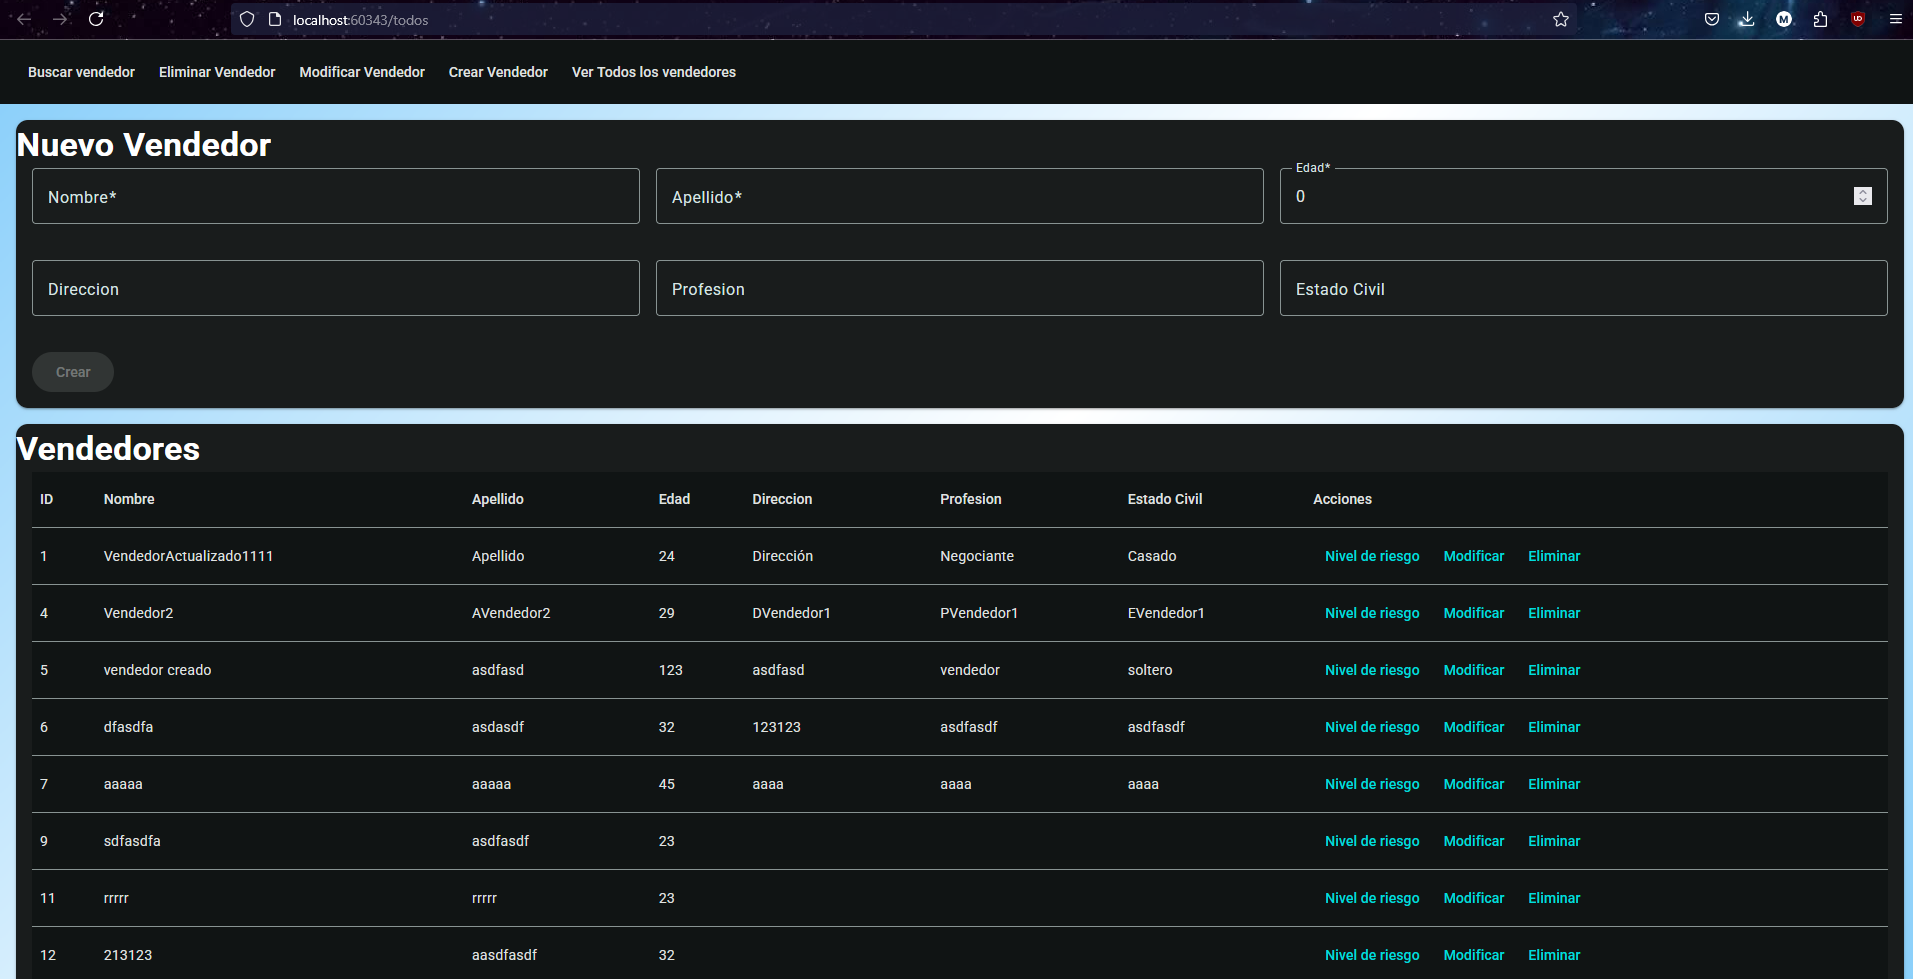 localhost:60343/todos
M
UD
Buscar vendedor Eliminar Vendedor Modificar Vendedor Crear Vendedor Ver Todos los vendedores
Nuevo Vendedor
Nombre* Apellido* Edad*
0
Direccion Profesion Estado Civil
Crear
Vendedores
ID Nombre Apellido Edad Direccion Profesion Estado Civil Acciones
1 VendedorActualizado1111 Apellido 24 Dirección Negociante Casado Nivel de riesgo Modificar Eliminar
4 Vendedor2 AVendedor2 29 DVendedor1 PVendedor1 EVendedor1 Nivel de riesgo Modificar Eliminar
5 vendedor creado asdfasd 123 asdfasd vendedor soltero Nivel de riesgo Modificar Eliminar
6 dfasdfa asdasdf 32 123123 asdfasdf asdfasdf Nivel de riesgo Modificar Eliminar
7 aaaaa aaaaa 45 aaaa aaaa aaaa Nivel de riesgo Modificar Eliminar
9 sdfasdfa asdfasdf 23 Nivel de riesgo Modificar Eliminar
11 rrrrr rrrrr 23 Nivel de riesgo Modificar Eliminar
12 213123 aasdfasdf 32 Nivel de riesgo Modificar Eliminar